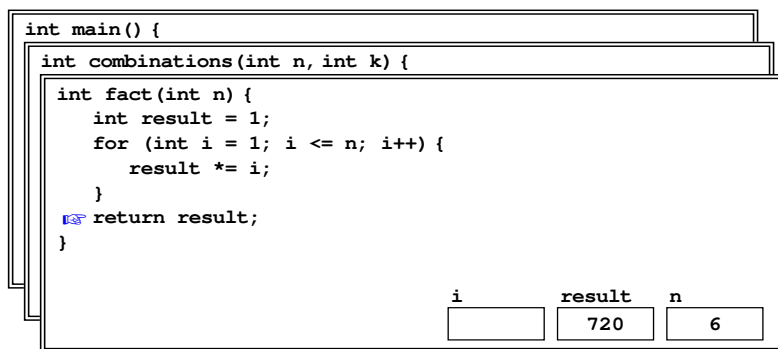 int main() {
int combinations(int n, int k) {
int fact(int n) {
int result = 1;
for (int i = 1; i <= n; i++) {
result *= i;
}
return result;
}
i result n
720 6